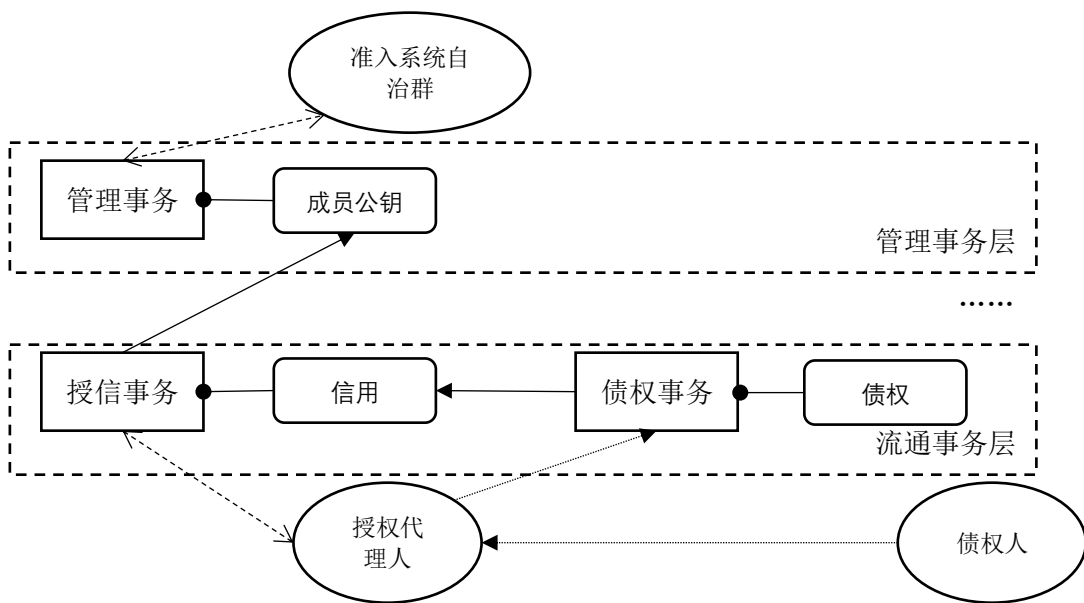 准入系统自
治群
管理事务
成员公钥
管理事务层
……
授信事务
信用
债权事务
债权
流通事务层
授权代
理人
债权人